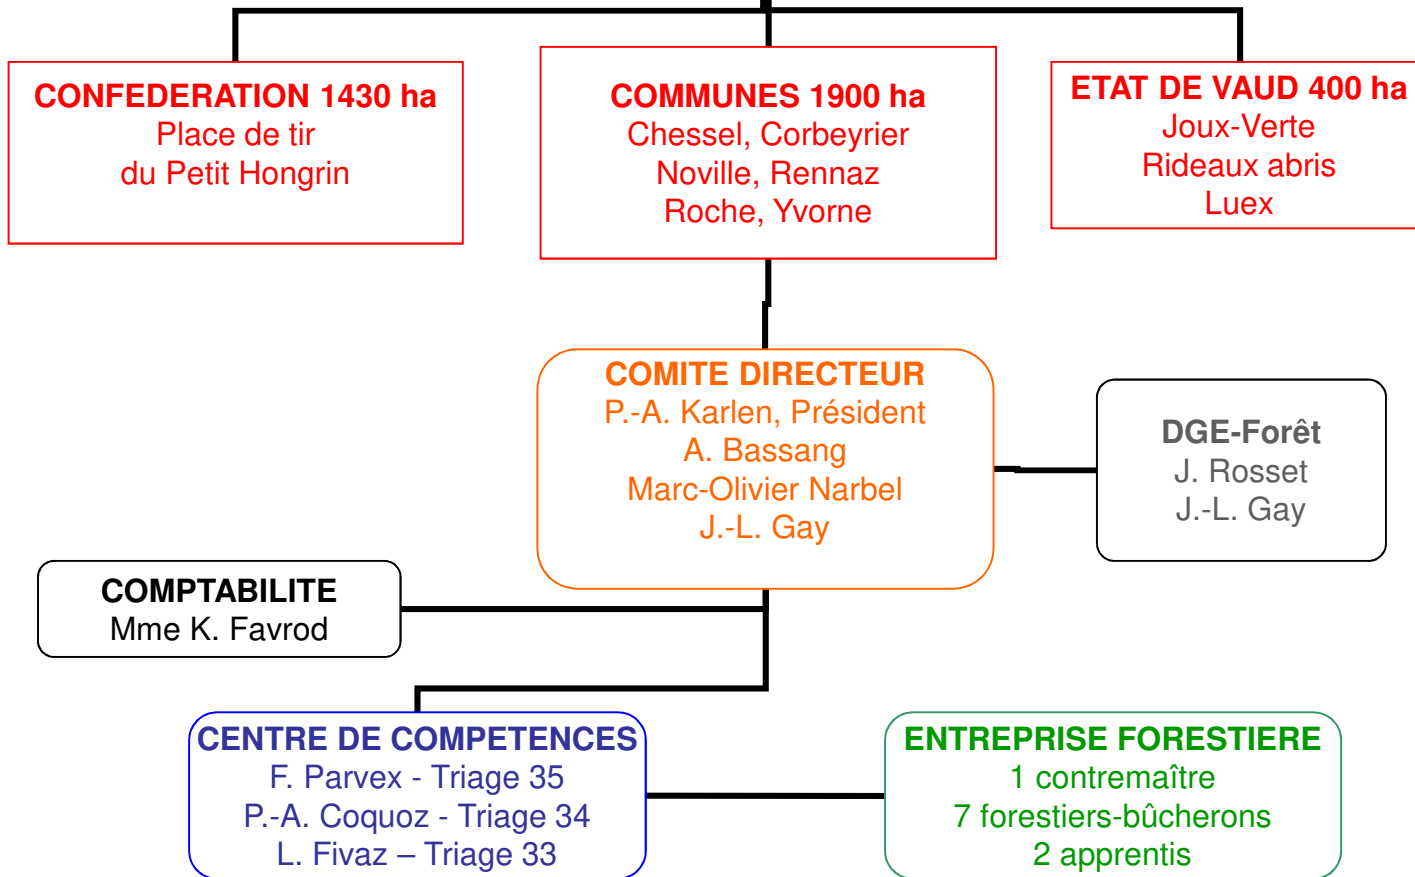 CONFEDERATION 1430 ha
Place de tir
du Petit Hongrin
COMMUNES 1900 ha
Chessel, Corbeyrier
Noville, Rennaz
Roche, Yvorne
ETAT DE VAUD 400 ha
Joux-Verte
Rideaux abris
Luex
COMITE DIRECTEUR
P.-A. Karlen, Président
A. Bassang
Marc-Olivier Narbel
J.-L. Gay
DGE-Forêt
J. Rosset
J.-L. Gay
COMPTABILITE
Mme K. Favrod
CENTRE DE COMPETENCES
F. Parvex - Triage 35
P.-A. Coquoz - Triage 34
L. Fivaz – Triage 33
ENTREPRISE FORESTIERE
1 contremaître
7 forestiers-bûcherons
2 apprentis